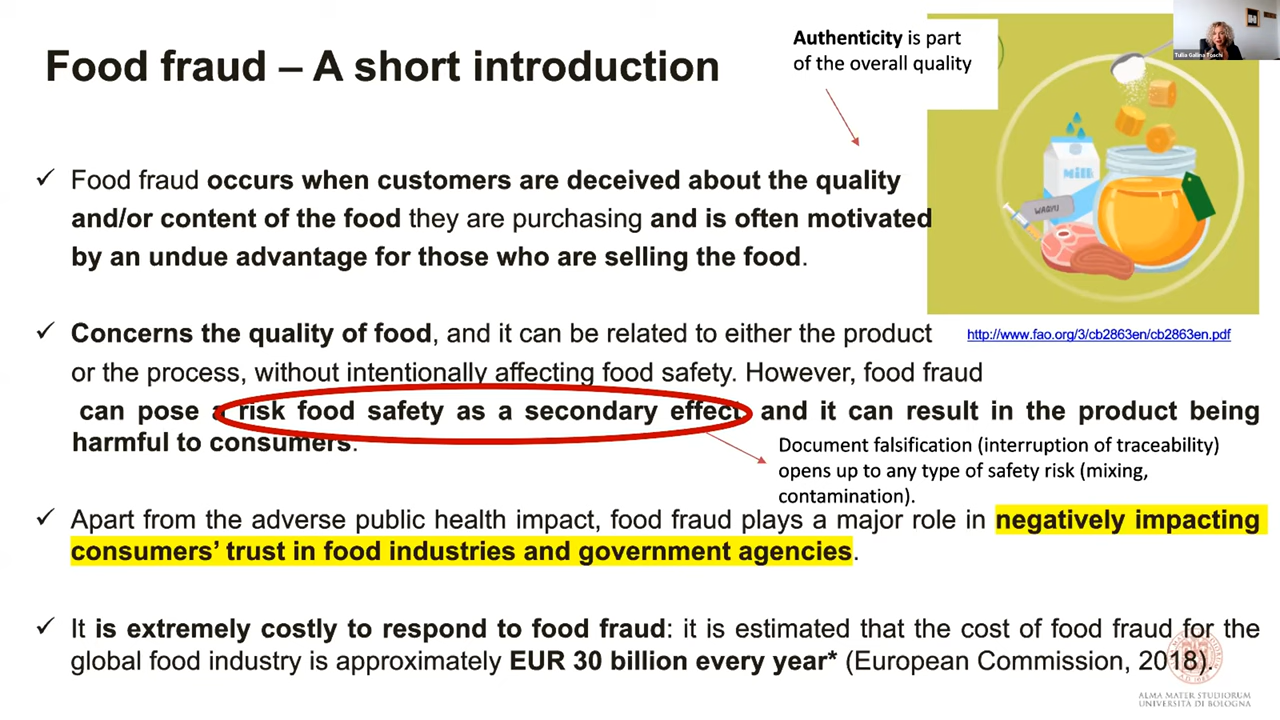 Food fraud – A short introduction
Authenticity is part
of the overall quality
Tullia Gallina Toschi
Milk
WAGYU
✓ Food fraud occurs when customers are deceived about the quality
and/or content of the food they are purchasing and is often motivated
by an undue advantage for those who are selling the food.
http://www.fao.org/3/cb2863en/cb2863en.pdf
✓ Concerns the quality of food, and it can be related to either the product
or the process, without intentionally affecting food safety. However, food fraud
can pose a risk food safety as a secondary effect and it can result in the product being
harmful to consumers.
Document falsification (interruption of traceability)
opens up to any type of safety risk (mixing,
contamination).
✓ Apart from the adverse public health impact, food fraud plays a major role in negatively impacting
consumers’ trust in food industries and government agencies.
✓ It is extremely costly to respond to food fraud: it is estimated that the cost of food fraud for the
global food industry is approximately EUR 30 billion every year* (European Commission, 2018).
ALMA MATER STUDIORUM
UNIVERSITÀ DI BOLOGNA